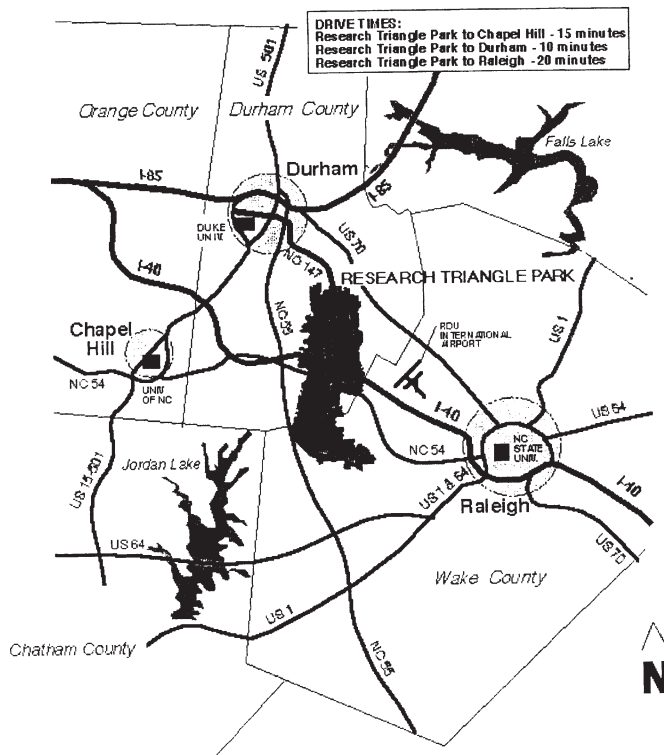 DRIVE TIMES:
Research Triangle Park to Chapel Hill - 15 minutes
Research Triangle Park to Durham - 10 minutes
Research Triangle Park to Raleigh - 20 minutes
US 501
Orange County
Durham County
Falls Lake
Durham
I-85
I-85
DUKE
UNIV.
US 70
NC 147
RESEARCH TRIANGLE PARK
I-40
NC 55
US 1
RDU
INTERNATIONAL
AIRPORT
Chapel
Hill
NC 54
UNIV.
OF NC
I-40
US 64
NC
STATE
UNIV.
NC 54
Jordan Lake
US 15-501
US 1 & 64
Raleigh
I-40
US 64
US 70
Wake County
US 1
Chatham County
NC 55
N